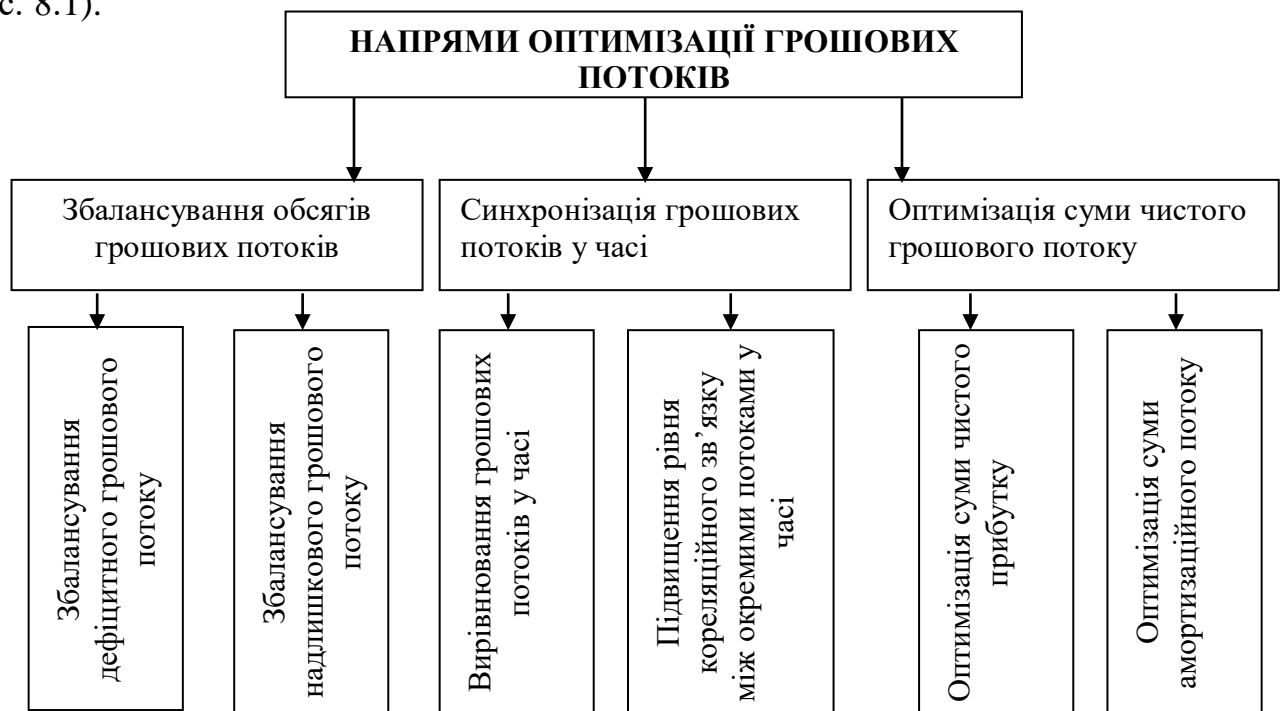 с. 8.1).
НАПРЯМИ ОПТИМІЗАЦІЇ ГРОШОВИХ
ПОТОКІВ
Збалансування обсягів
грошових потоків
Синхронізація грошових
потоків у часі
Оптимізація суми чистого
грошового потоку
Збалансування
дефіцитного грошового
потоку
Збалансування
надлишкового грошового
потоку
Вирівнювання грошових
потоків у часі
Підвищення рівня
кореляційного зв’язку
між окремими потоками у
часі
Оптимізація суми чистого
прибутку
Оптимізація суми
амортизаційного потоку